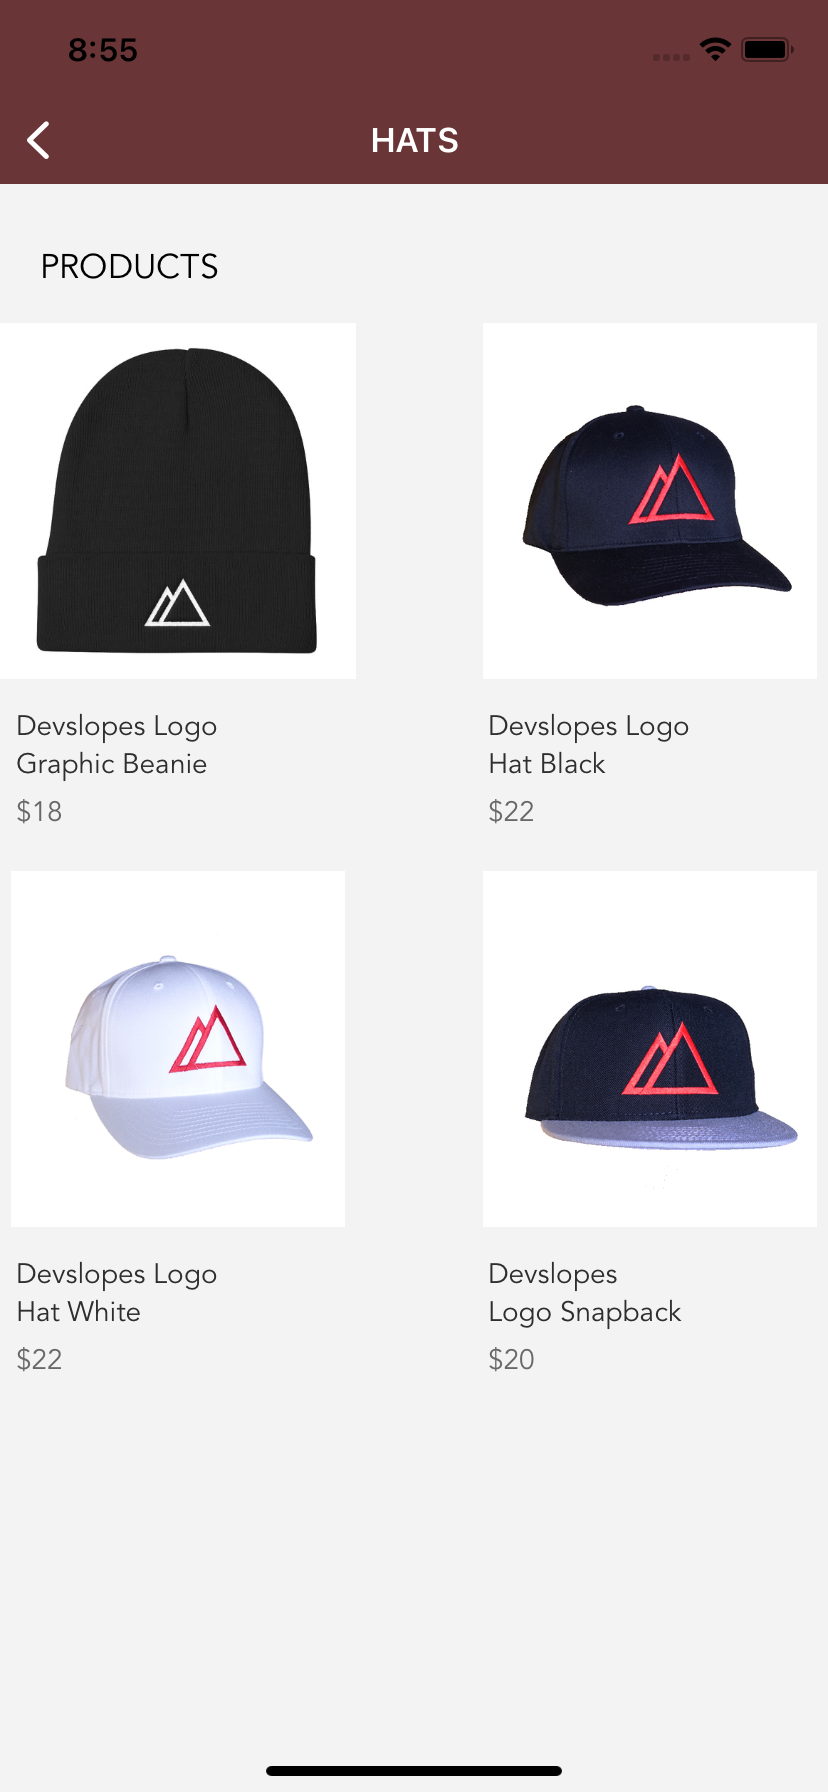 8:55
HATS
PRODUCTS
Devslopes Logo
Graphic Beanie
$18
Devslopes Logo
Hat Black
$22
Devslopes Logo
Hat White
$22
Devslopes
Logo Snapback
$20